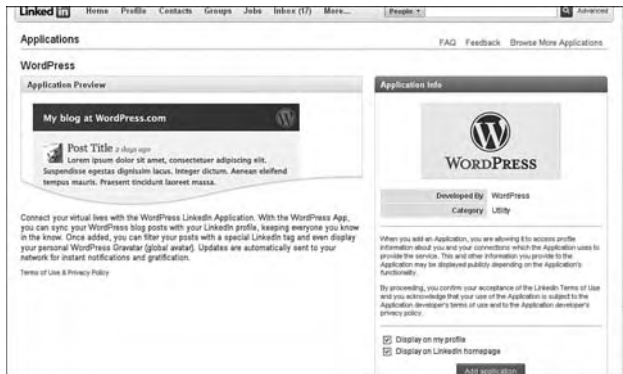 Linked in Home Profile Contacts Groups Jobs Inbox (17) More... People Advanced
Applications
FAQ Feedback Browse More Applications
WordPress
Application Preview
My blog at WordPress.com
Post Title 2 days ago
Lorem ipsum dolor sit amet, consectetuer adipiscing elit.
Suspendisse egestas dignissim lacus. Integer dictum. Aenean eleifend
tempus mauris. Praesent tincidunt laoreet massa.
Connect your virtual lives with the WordPress LinkedIn Application. With the WordPress App,
you can sync your WordPress blog posts with your LinkedIn profile, keeping everyone you know
in the know. Once added, you can filter your posts with a special LinkedIn tag and even display
your personal WordPress Gravatar (global avatar). Updates are automatically sent to your
network for instant notifications and gratification.
Terms of Use & Privacy Policy
Application Info
WORDPRESS
Developed By WordPress
Category Utility
When you add an Application, you are allowing it to access profile
information about you and your connections which the Application uses to
provide the service. This and other information you provide to the
Application may be displayed publicly depending on the Application's
functionality.
By proceeding, you confirm your acceptance of the LinkedIn Terms of Use
and you acknowledge that your use of the Application is subject to the
Application developer's terms of use and to the Application developer's
privacy policy.
Display on my profile
Display on LinkedIn homepage
Add application